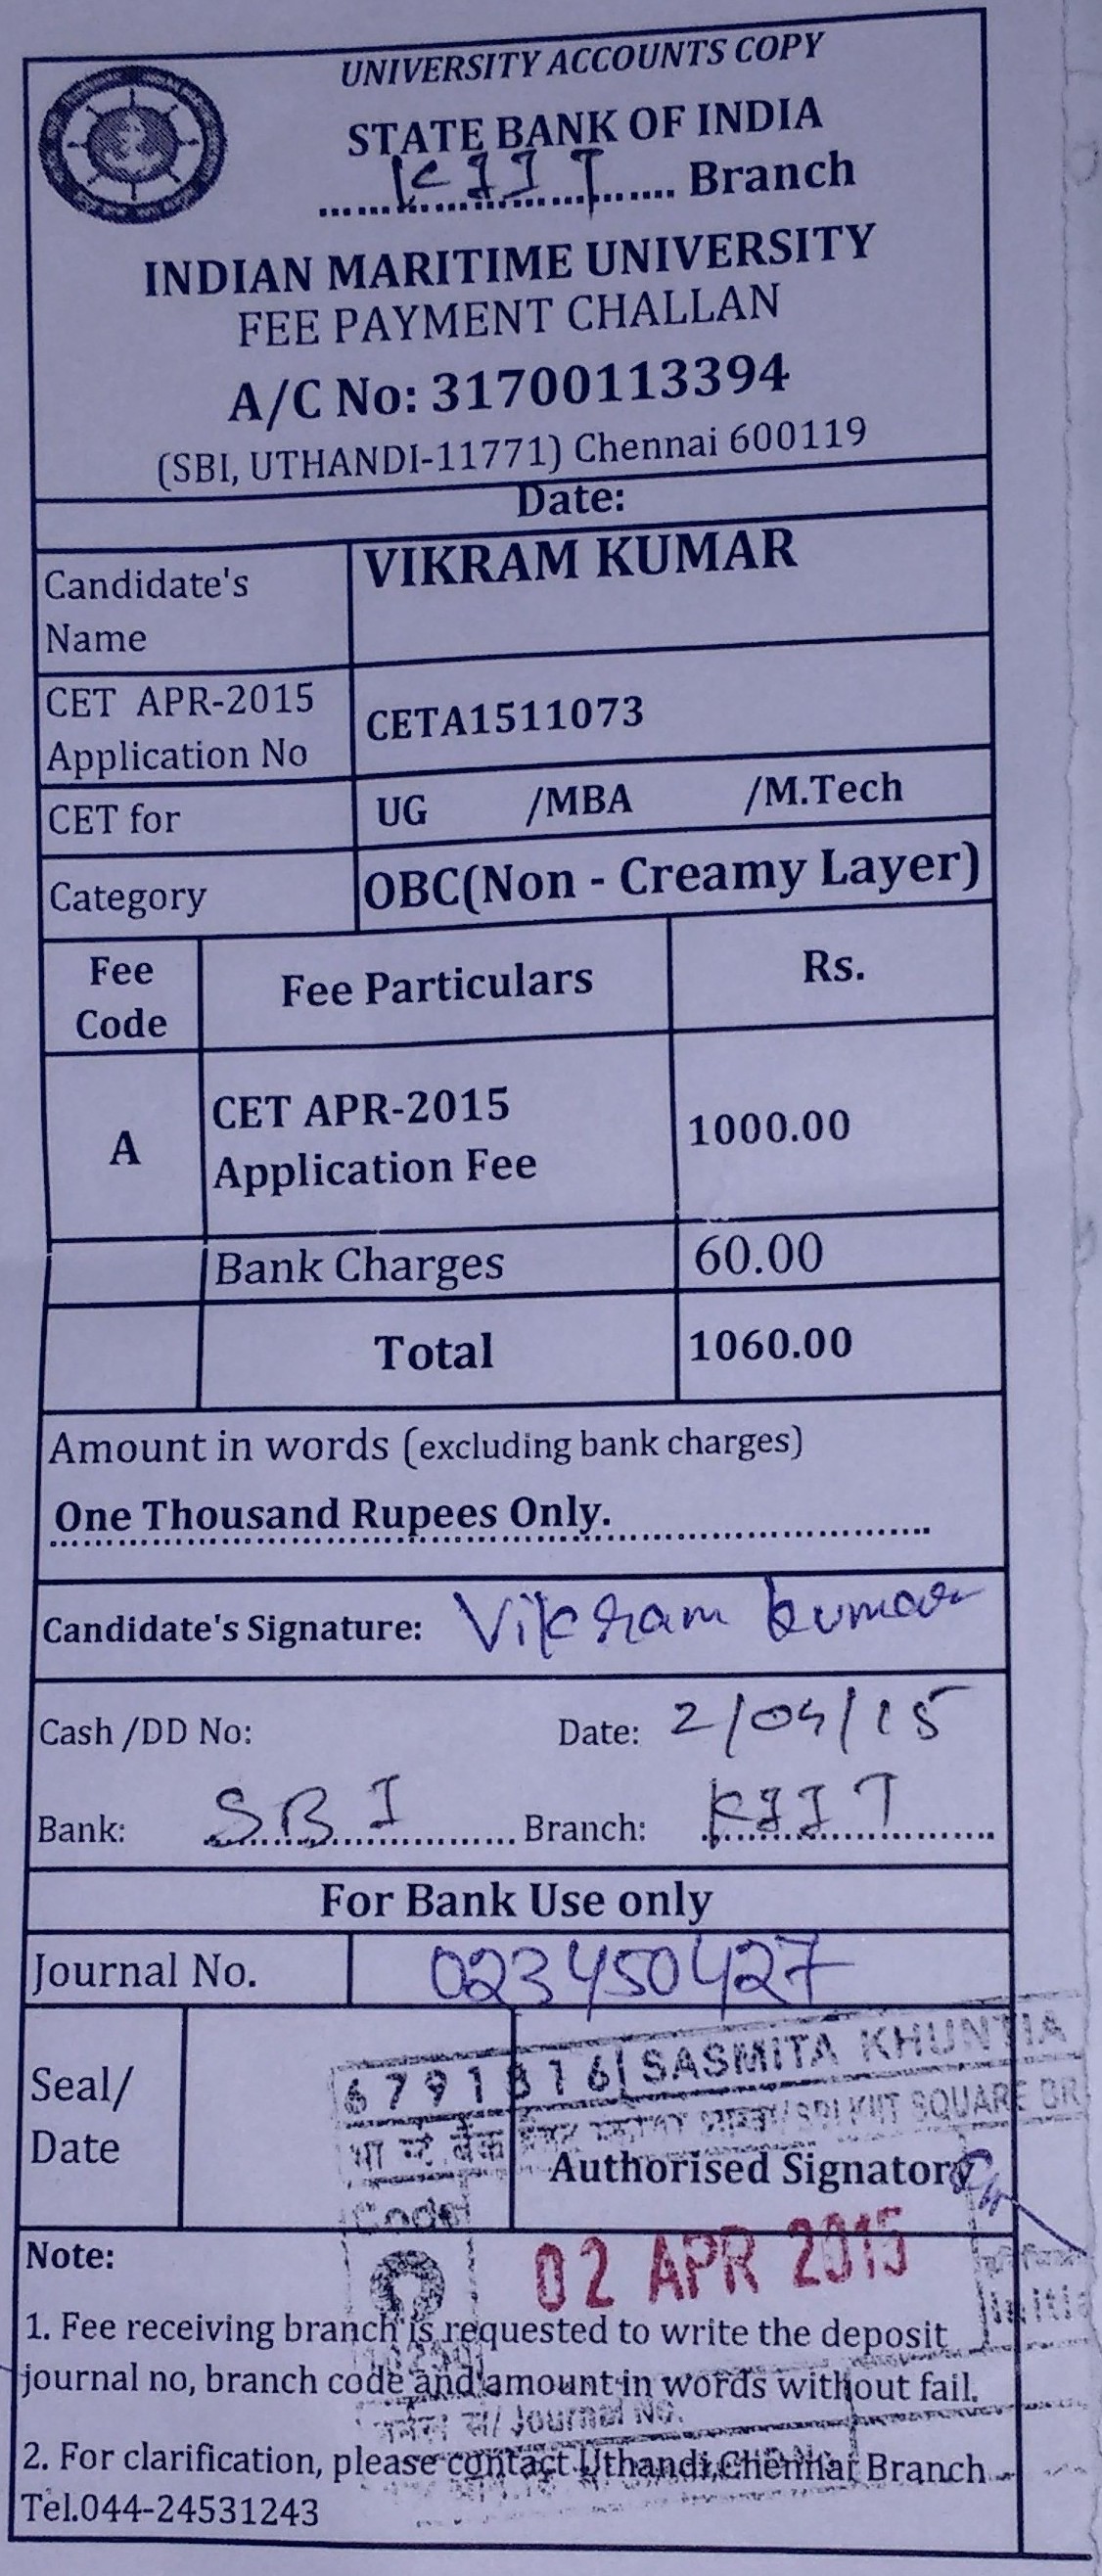 UNIVERSITY ACCOUNTS COPY
STATE BANK OF INDIA
KIIT Branch
INDIAN MARITIME UNIVERSITY
FEE PAYMENT CHALLAN
A/C No: 31700113394
(SBI, UTHANDI-11771) Chennai 600119
Date:
Candidate's Name VIKRAM KUMAR
CET APR-2015 Application No CETA1511073
CET for UG /MBA /M.Tech
Category OBC(Non - Creamy Layer)
Fee Code Fee Particulars Rs.
A CET APR-2015 Application Fee 1000.00
Bank Charges 60.00
Total 1060.00
Amount in words (excluding bank charges)
One Thousand Rupees Only.
Candidate's Signature: Vikram kumar
Cash /DD No: Date: 2/04/15
Bank: SBI Branch: KIIT
For Bank Use only
Journal No. 023450427
Seal/ Date
6791816 SASMITA KHUNTIA
SBI KIIT SQUARE BR
Authorised Signatory
Code
Note: 02 APR 2015
1. Fee receiving branch is requested to write the deposit
journal no, branch code and amount in words without fail.
Journal No.
2. For clarification, please contact Uthandi,Chennai Branch
Tel.044-24531243